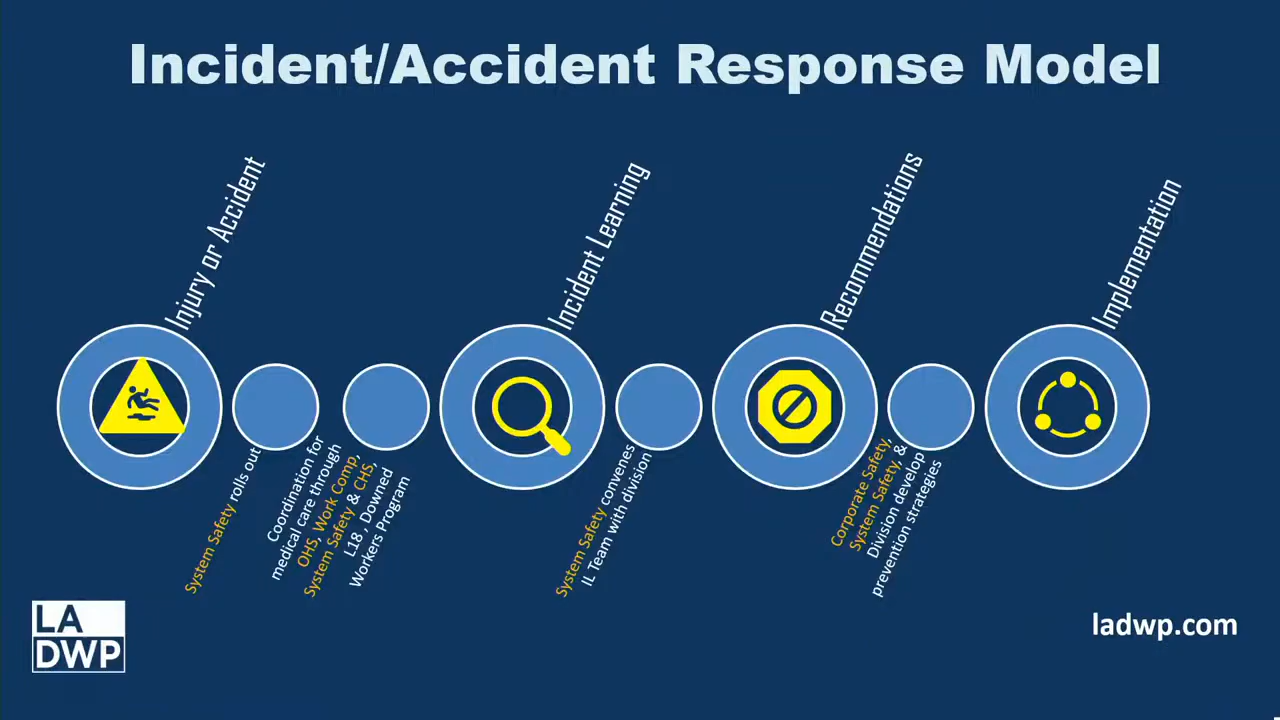 Incident/Accident Response Model
Injury or Accident
Incident Learning
Recommendations
Implementation
System Safety rolls out
Coordination for
medical care through
OHS, Work Comp,
System Safety & CHS,
L18 , Downed
Workers Program
System Safety convenes
IL Team with division
Corporate Safety,
System Safety, &
Division develop
prevention strategies
LA
DWP
ladwp.com